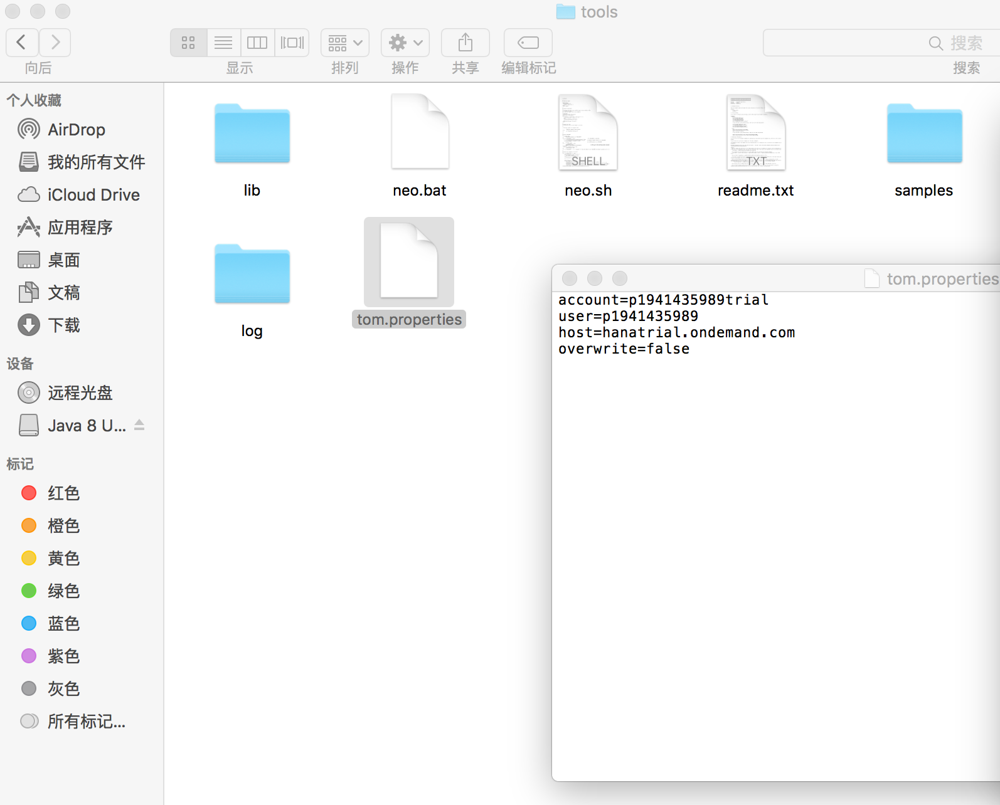 tools
向后
显示
排列
操作
共享
编辑标记
搜索
搜索
个人收藏
AirDrop
我的所有文件
iCloud Drive
应用程序
桌面
文稿
下载
设备
远程光盘
Java 8 U...
标记
红色
橙色
黄色
绿色
蓝色
紫色
灰色
所有标记...
SHELL
TXT
lib
neo.bat
neo.sh
readme.txt
samples
log
tom.properties
tom.properties
account=p1941435989trial
user=p1941435989
host=hanatrial.ondemand.com
overwrite=false